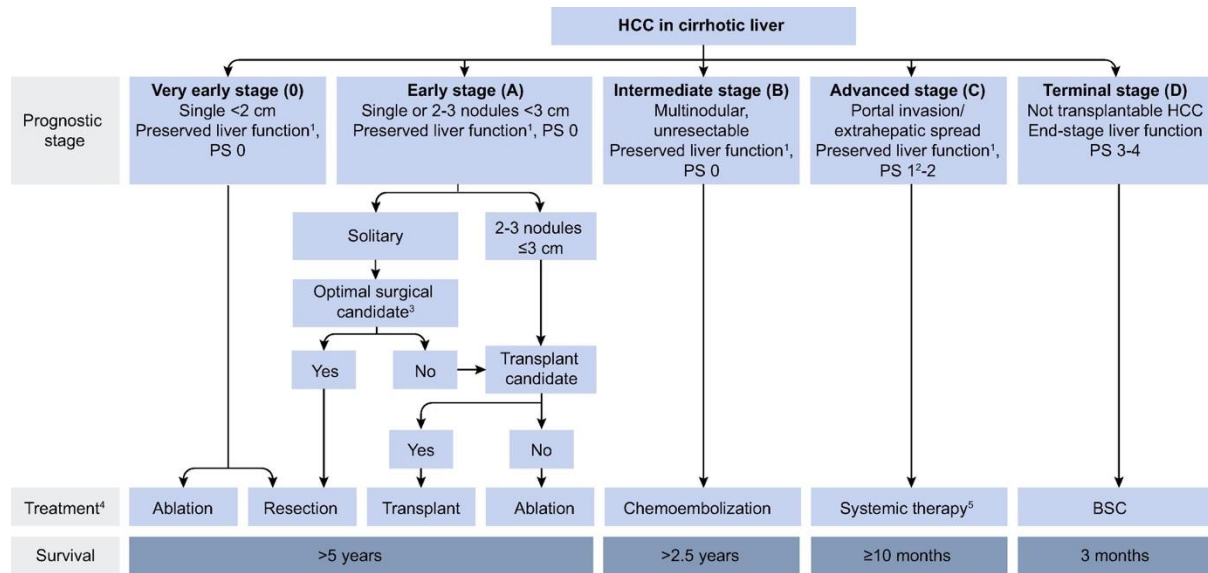 HCC in cirrhotic liver
Prognostic
stage
Very early stage (0)
Single <2 cm
Preserved liver function¹,
PS 0
Early stage (A)
Single or 2-3 nodules <3 cm
Preserved liver function¹, PS 0
Intermediate stage (B)
Multinodular,
unresectable
Preserved liver function¹,
PS 0
Advanced stage (C)
Portal invasion/
extrahepatic spread
Preserved liver function¹,
PS 1²-2
Terminal stage (D)
Not transplantable HCC
End-stage liver function
PS 3-4
Solitary
2-3 nodules
≤3 cm
Optimal surgical
candidate³
Yes
No
Transplant
candidate
Yes
No
Treatment⁴
Ablation
Resection
Transplant
Ablation
Chemoembolization
Systemic therapy⁵
BSC
Survival
>5 years
>2.5 years
≥10 months
3 months